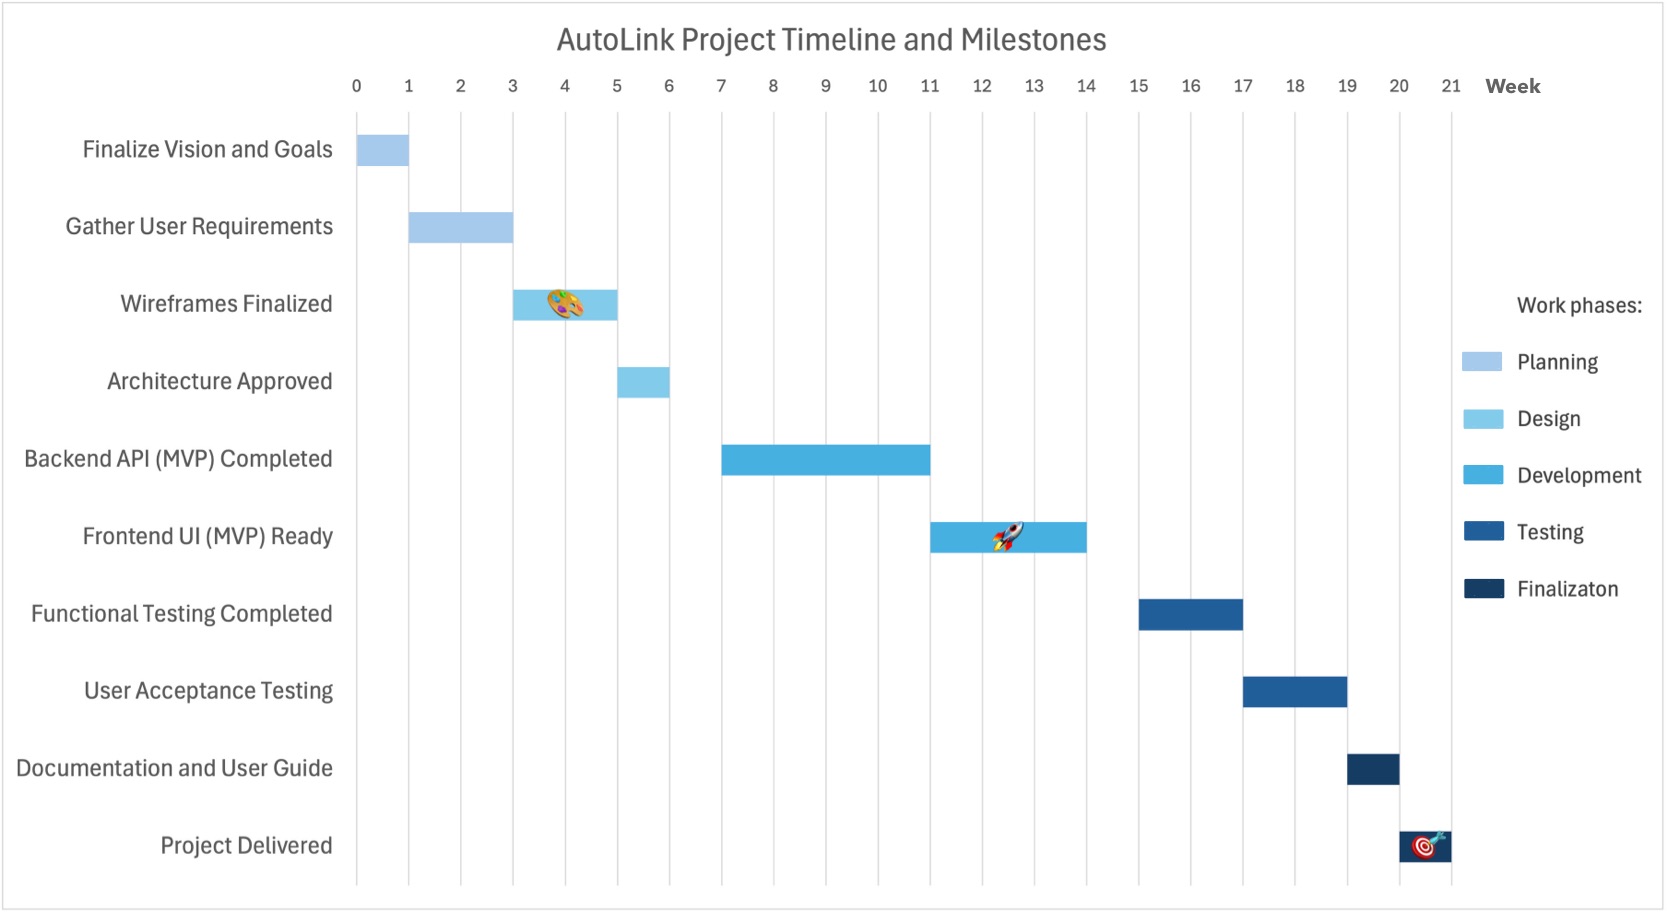 AutoLink Project Timeline and Milestones
0 1 2 3 4 5 6 7 8 9 10 11 12 13 14 15 16 17 18 19 20 21 Week
Finalize Vision and Goals
Gather User Requirements
Wireframes Finalized
Architecture Approved
Backend API (MVP) Completed
Frontend UI (MVP) Ready
Functional Testing Completed
User Acceptance Testing
Documentation and User Guide
Project Delivered
Work phases:
Planning
Design
Development
Testing
Finalizaton